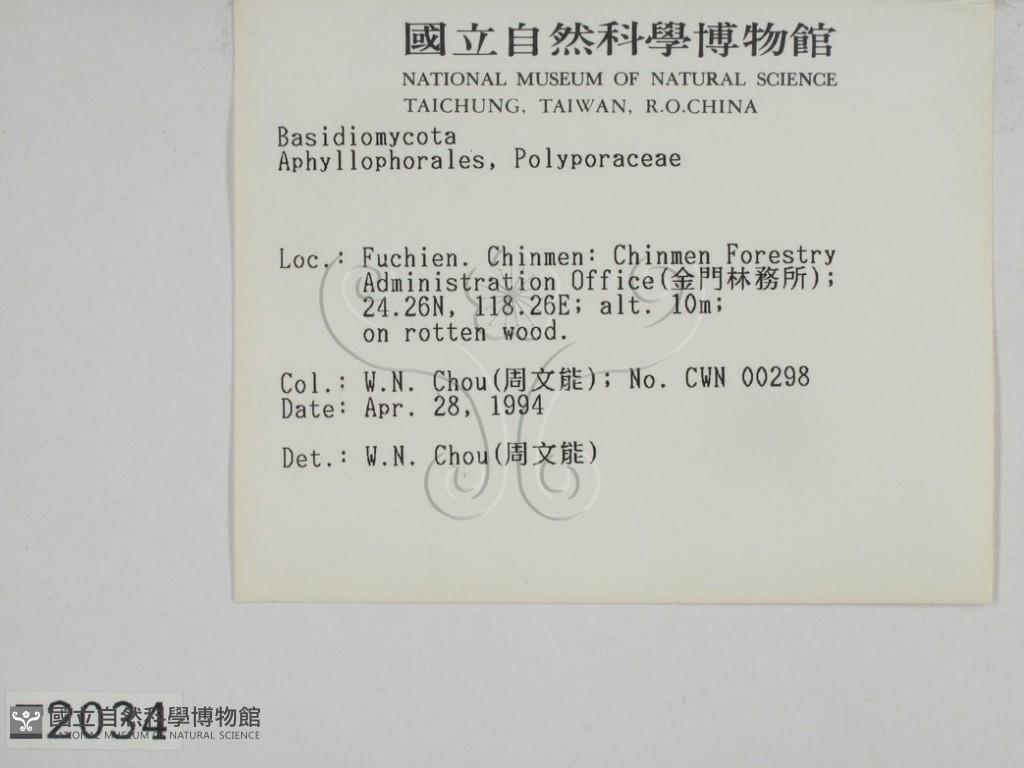 國立自然科學博物館
NATIONAL MUSEUM OF NATURAL SCIENCE
TAICHUNG, TAIWAN, R.O.CHINA
Basidiomycota
Aphyllophorales, Polyporaceae
Loc.: Fuchien. Chinmen: Chinmen Forestry
Administration Office(金門林務所);
24.26N, 118.26E; alt. 10m;
on rotten wood.
Col.: W.N. Chou(周文能); No. CWN 00298
Date: Apr. 28, 1994
Det.: W.N. Chou(周文能)
2034
國立自然科學博物館
NATIONAL MUSEUM OF NATURAL SCIENCE